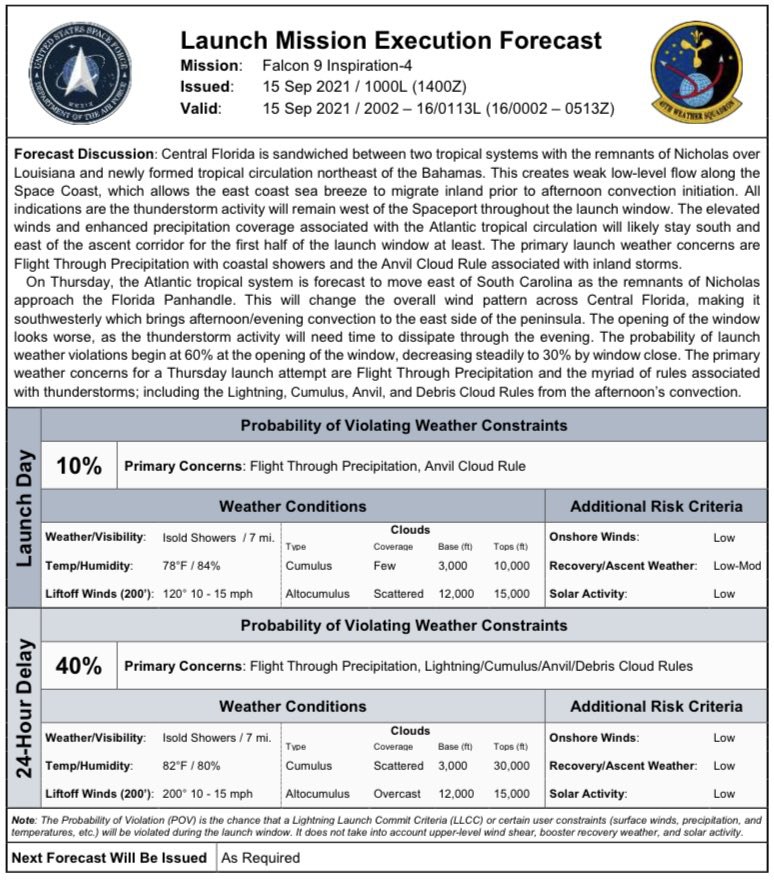 UNITED STATES SPACE FORCE
DEPARTMENT OF THE AIR FORCE
MMXIX
45TH WEATHER SQUADRON
Launch Mission Execution Forecast
Mission: Falcon 9 Inspiration-4
Issued: 15 Sep 2021 / 1000L (1400Z)
Valid: 15 Sep 2021 / 2002 – 16/0113L (16/0002 – 0513Z)
Forecast Discussion: Central Florida is sandwiched between two tropical systems with the remnants of Nicholas over
Louisiana and newly formed tropical circulation northeast of the Bahamas. This creates weak low-level flow along the
Space Coast, which allows the east coast sea breeze to migrate inland prior to afternoon convection initiation. All
indications are the thunderstorm activity will remain west of the Spaceport throughout the launch window. The elevated
winds and enhanced precipitation coverage associated with the Atlantic tropical circulation will likely stay south and
east of the ascent corridor for the first half of the launch window at least. The primary launch weather concerns are
Flight Through Precipitation with coastal showers and the Anvil Cloud Rule associated with inland storms.
On Thursday, the Atlantic tropical system is forecast to move east of South Carolina as the remnants of Nicholas
approach the Florida Panhandle. This will change the overall wind pattern across Central Florida, making it
southwesterly which brings afternoon/evening convection to the east side of the peninsula. The opening of the window
looks worse, as the thunderstorm activity will need time to dissipate through the evening. The probability of launch
weather violations begin at 60% at the opening of the window, decreasing steadily to 30% by window close. The primary
weather concerns for a Thursday launch attempt are Flight Through Precipitation and the myriad of rules associated
with thunderstorms; including the Lightning, Cumulus, Anvil, and Debris Cloud Rules from the afternoon's convection.
Launch Day
Probability of Violating Weather Constraints
10% Primary Concerns: Flight Through Precipitation, Anvil Cloud Rule
Weather Conditions Additional Risk Criteria
Weather/Visibility: Isold Showers / 7 mi. Clouds Onshore Winds: Low
Type Coverage Base (ft) Tops (ft)
Temp/Humidity: 78°F / 84% Cumulus Few 3,000 10,000 Recovery/Ascent Weather: Low-Mod
Liftoff Winds (200'): 120° 10 - 15 mph Altocumulus Scattered 12,000 15,000 Solar Activity: Low
24-Hour Delay
Probability of Violating Weather Constraints
40% Primary Concerns: Flight Through Precipitation, Lightning/Cumulus/Anvil/Debris Cloud Rules
Weather Conditions Additional Risk Criteria
Weather/Visibility: Isold Showers / 7 mi. Clouds Onshore Winds: Low
Type Coverage Base (ft) Tops (ft)
Temp/Humidity: 82°F / 80% Cumulus Scattered 3,000 30,000 Recovery/Ascent Weather: Low
Liftoff Winds (200'): 200° 10 - 15 mph Altocumulus Overcast 12,000 15,000 Solar Activity: Low
Note: The Probability of Violation (POV) is the chance that a Lightning Launch Commit Criteria (LLCC) or certain user constraints (surface winds, precipitation, and
temperatures, etc.) will be violated during the launch window. It does not take into account upper-level wind shear, booster recovery weather, and solar activity.
Next Forecast Will Be Issued As Required